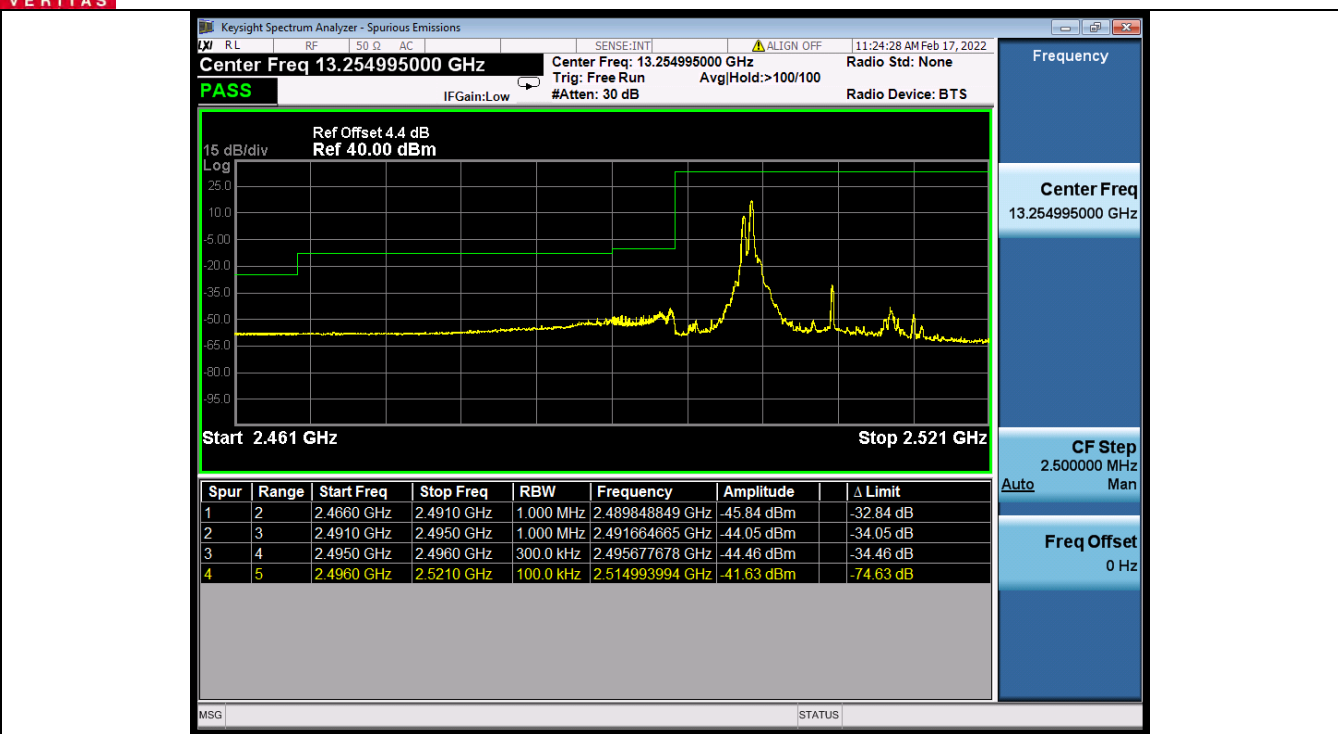 VERITAS
Keysight Spectrum Analyzer - Spurious Emissions
LXI RL RF 50 Ω AC SENSE:INT ALIGN OFF 11:24:28 AM Feb 17, 2022
Center Freq 13.254995000 GHz
Center Freq: 13.254995000 GHz Radio Std: None
Trig: Free Run Avg|Hold:>100/100
PASS IFGain:Low #Atten: 30 dB Radio Device: BTS
Ref Offset 4.4 dB
15 dB/div Ref 40.00 dBm
Log
25.0
10.0
-5.00
-20.0
-35.0
-50.0
-65.0
-80.0
-95.0
Start 2.461 GHz Stop 2.521 GHz
Spur Range Start Freq Stop Freq RBW Frequency Amplitude Δ Limit
1 2 2.4660 GHz 2.4910 GHz 1.000 MHz 2.489848849 GHz -45.84 dBm -32.84 dB
2 3 2.4910 GHz 2.4950 GHz 1.000 MHz 2.491664665 GHz -44.05 dBm -34.05 dB
3 4 2.4950 GHz 2.4960 GHz 300.0 kHz 2.495677678 GHz -44.46 dBm -34.46 dB
4 5 2.4960 GHz 2.5210 GHz 100.0 kHz 2.514993994 GHz -41.63 dBm -74.63 dB
MSG STATUS
Frequency
Center Freq
13.254995000 GHz
CF Step
2.500000 MHz
Auto Man
Freq Offset
0 Hz